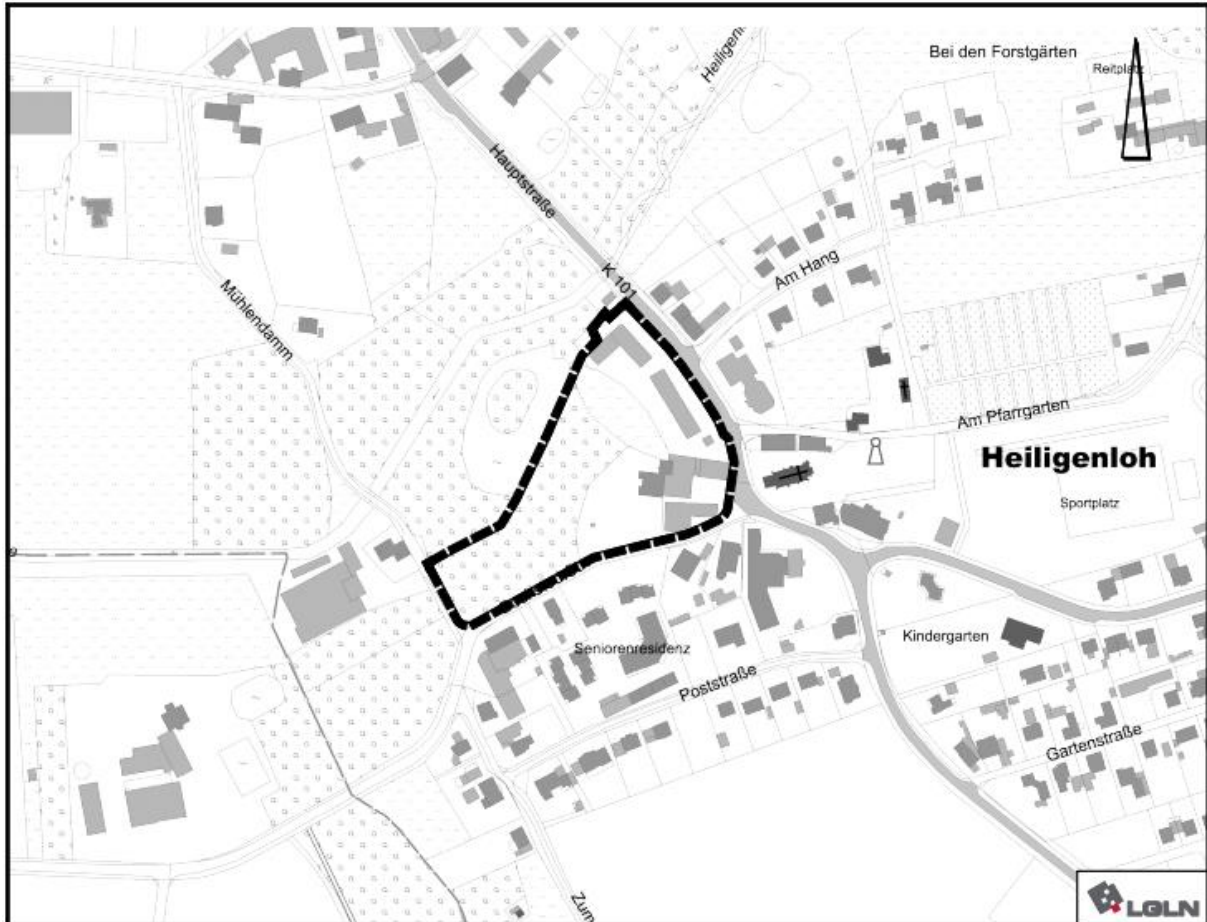 Heiligenl
Bei den Forstgärten
Reitplatz
Hauptstraße
K 101
Am Hang
Mühlendamm
Am Pfarrgarten
Heiligenloh
Sportplatz
Kindergarten
Seniorenresidenz
Poststraße
Gartenstraße
Zum
LGLN